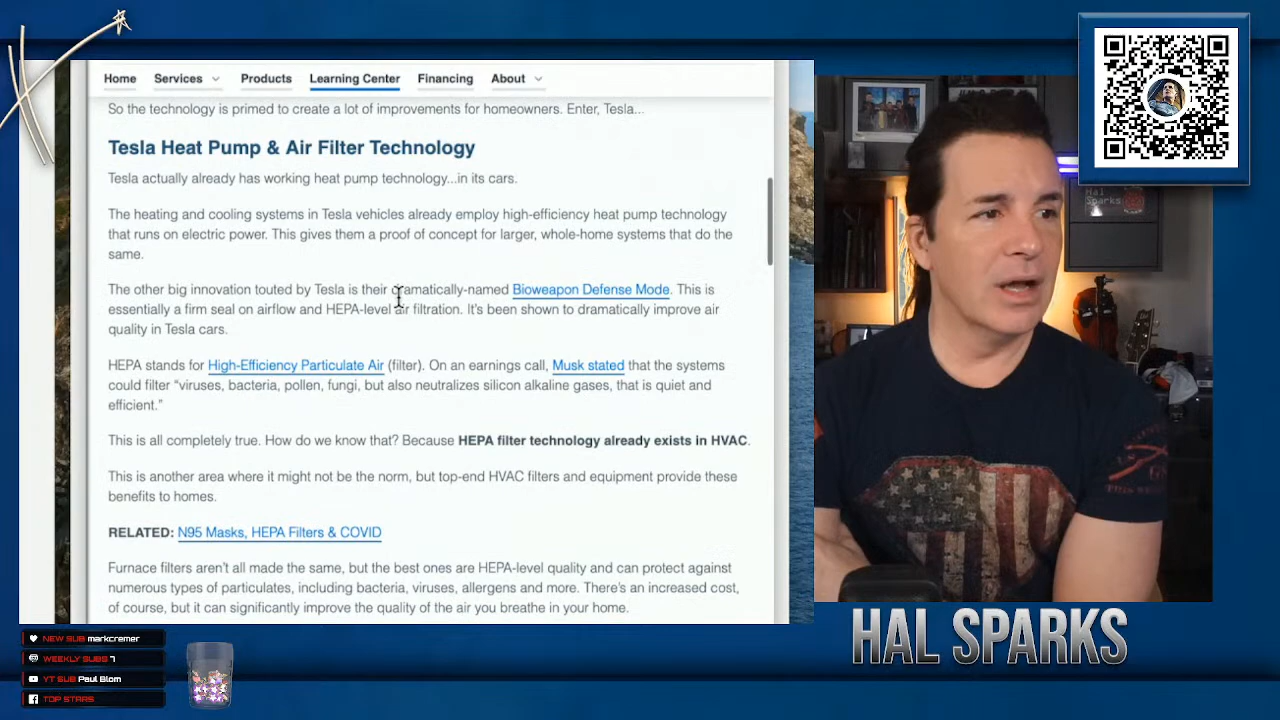 Home Services Products Learning Center Financing About
So the technology is primed to create a lot of improvements for homeowners. Enter, Tesla...
Tesla Heat Pump & Air Filter Technology
Tesla actually already has working heat pump technology...in its cars.
The heating and cooling systems in Tesla vehicles already employ high-efficiency heat pump technology
that runs on electric power. This gives them a proof of concept for larger, whole-home systems that do the
same.
The other big innovation touted by Tesla is their dramatically-named Bioweapon Defense Mode. This is
essentially a firm seal on airflow and HEPA-level air filtration. It's been shown to dramatically improve air
quality in Tesla cars.
HEPA stands for High-Efficiency Particulate Air (filter). On an earnings call, Musk stated that the systems
could filter “viruses, bacteria, pollen, fungi, but also neutralizes silicon alkaline gases, that is quiet and
efficient.”
This is all completely true. How do we know that? Because HEPA filter technology already exists in HVAC.
This is another area where it might not be the norm, but top-end HVAC filters and equipment provide these
benefits to homes.
RELATED: N95 Masks, HEPA Filters & COVID
Furnace filters aren't all made the same, but the best ones are HEPA-level quality and can protect against
numerous types of particulates, including bacteria, viruses, allergens and more. There's an increased cost,
of course, but it can significantly improve the quality of the air you breathe in your home.
Hal
Sparks
HAL SPARKS
NEW SUB markcremer
WEEKLY SUBS 7
YT SUB Paul Blom
TOP STARS